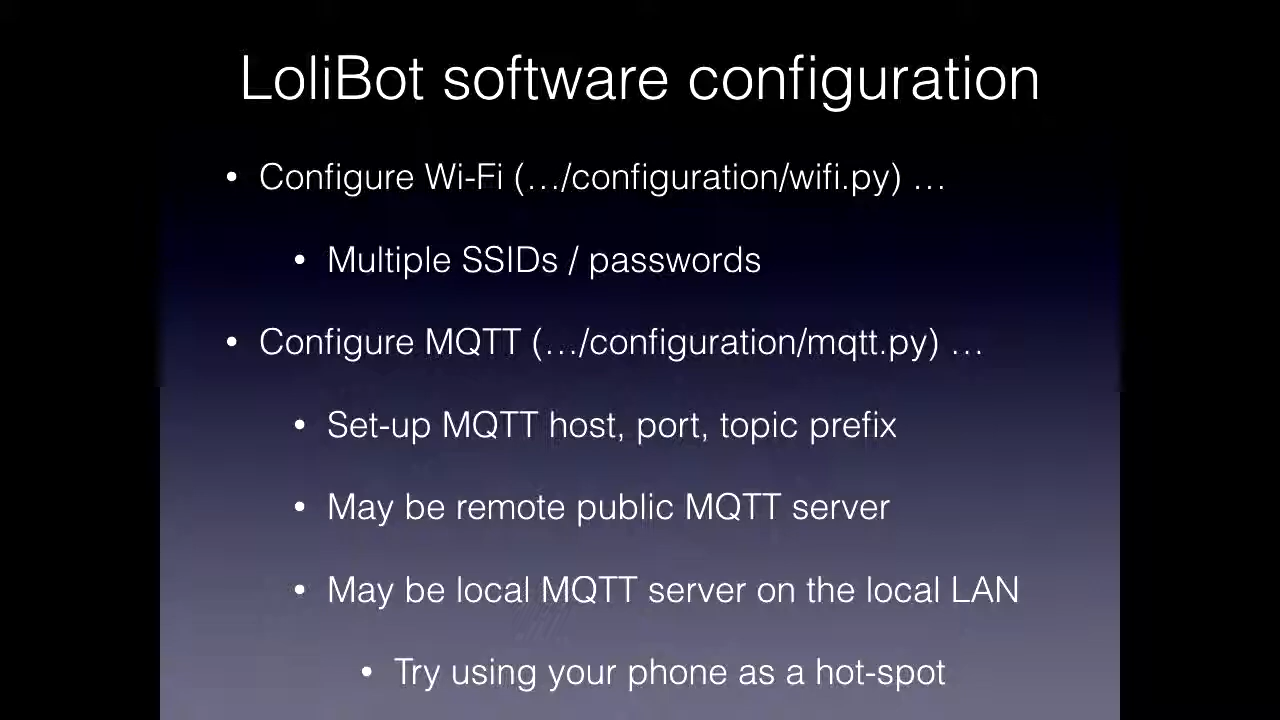 LoliBot software configuration
• Configure Wi-Fi (…/configuration/wifi.py) …
• Multiple SSIDs / passwords
• Configure MQTT (…/configuration/mqtt.py) …
• Set-up MQTT host, port, topic prefix
• May be remote public MQTT server
• May be local MQTT server on the local LAN
• Try using your phone as a hot-spot